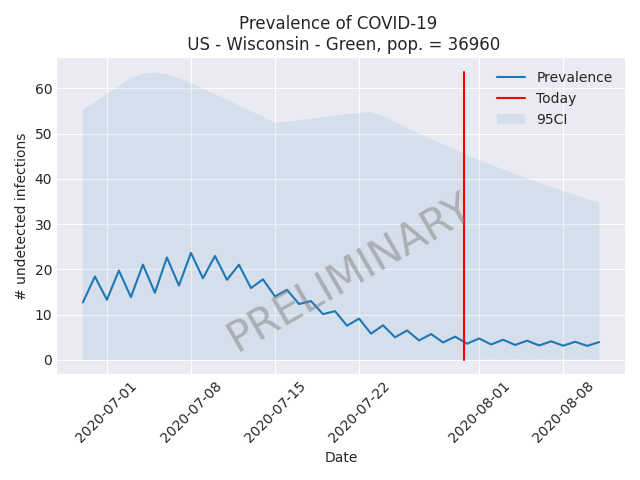 Prevalence of COVID-19
US - Wisconsin - Green, pop. = 36960
Prevalence
Today
95CI
# undetected infections
60
50
40
30
20
10
0
PRELIMINARY
2020-07-01
2020-07-08
2020-07-15
2020-07-22
2020-08-01
2020-08-08
Date